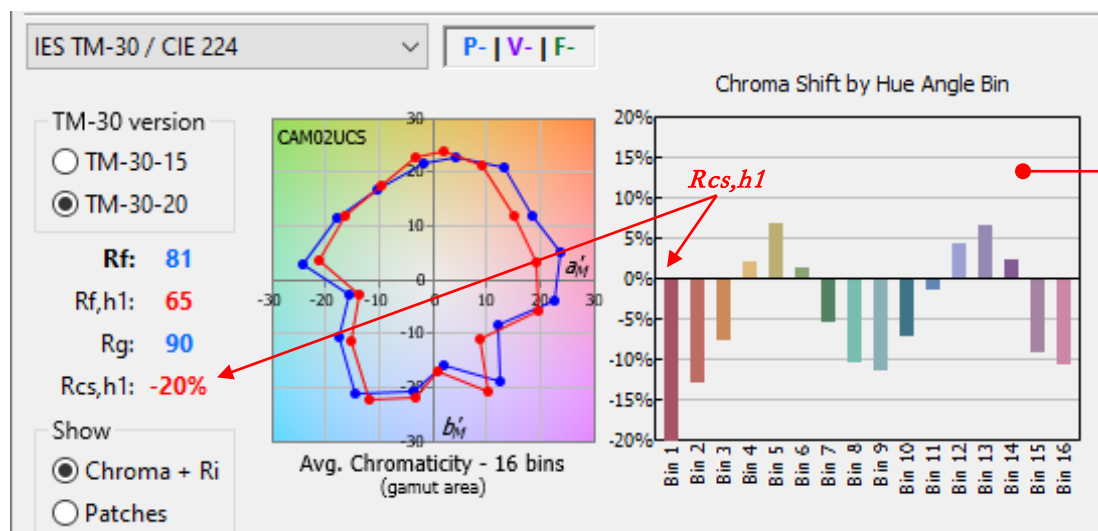 IES TM-30 / CIE 224
P- | V- | F-
TM-30 version
TM-30-15
TM-30-20
Rf: 81
Rf,h1: 65
Rg: 90
Rcs,h1: -20%
Show
Chroma + Ri
Patches
CAM02UCS
30
20
10
0
-10
-20
-30
-30 -20 -10 0 10 20 30
a'M
b'M
Avg. Chromaticity - 16 bins
(gamut area)
Chroma Shift by Hue Angle Bin
Rcs,h1
20%
15%
10%
5%
0%
-5%
-10%
-15%
-20%
Bin 1
Bin 2
Bin 3
Bin 4
Bin 5
Bin 6
Bin 7
Bin 8
Bin 9
Bin 10
Bin 11
Bin 12
Bin 13
Bin 14
Bin 15
Bin 16